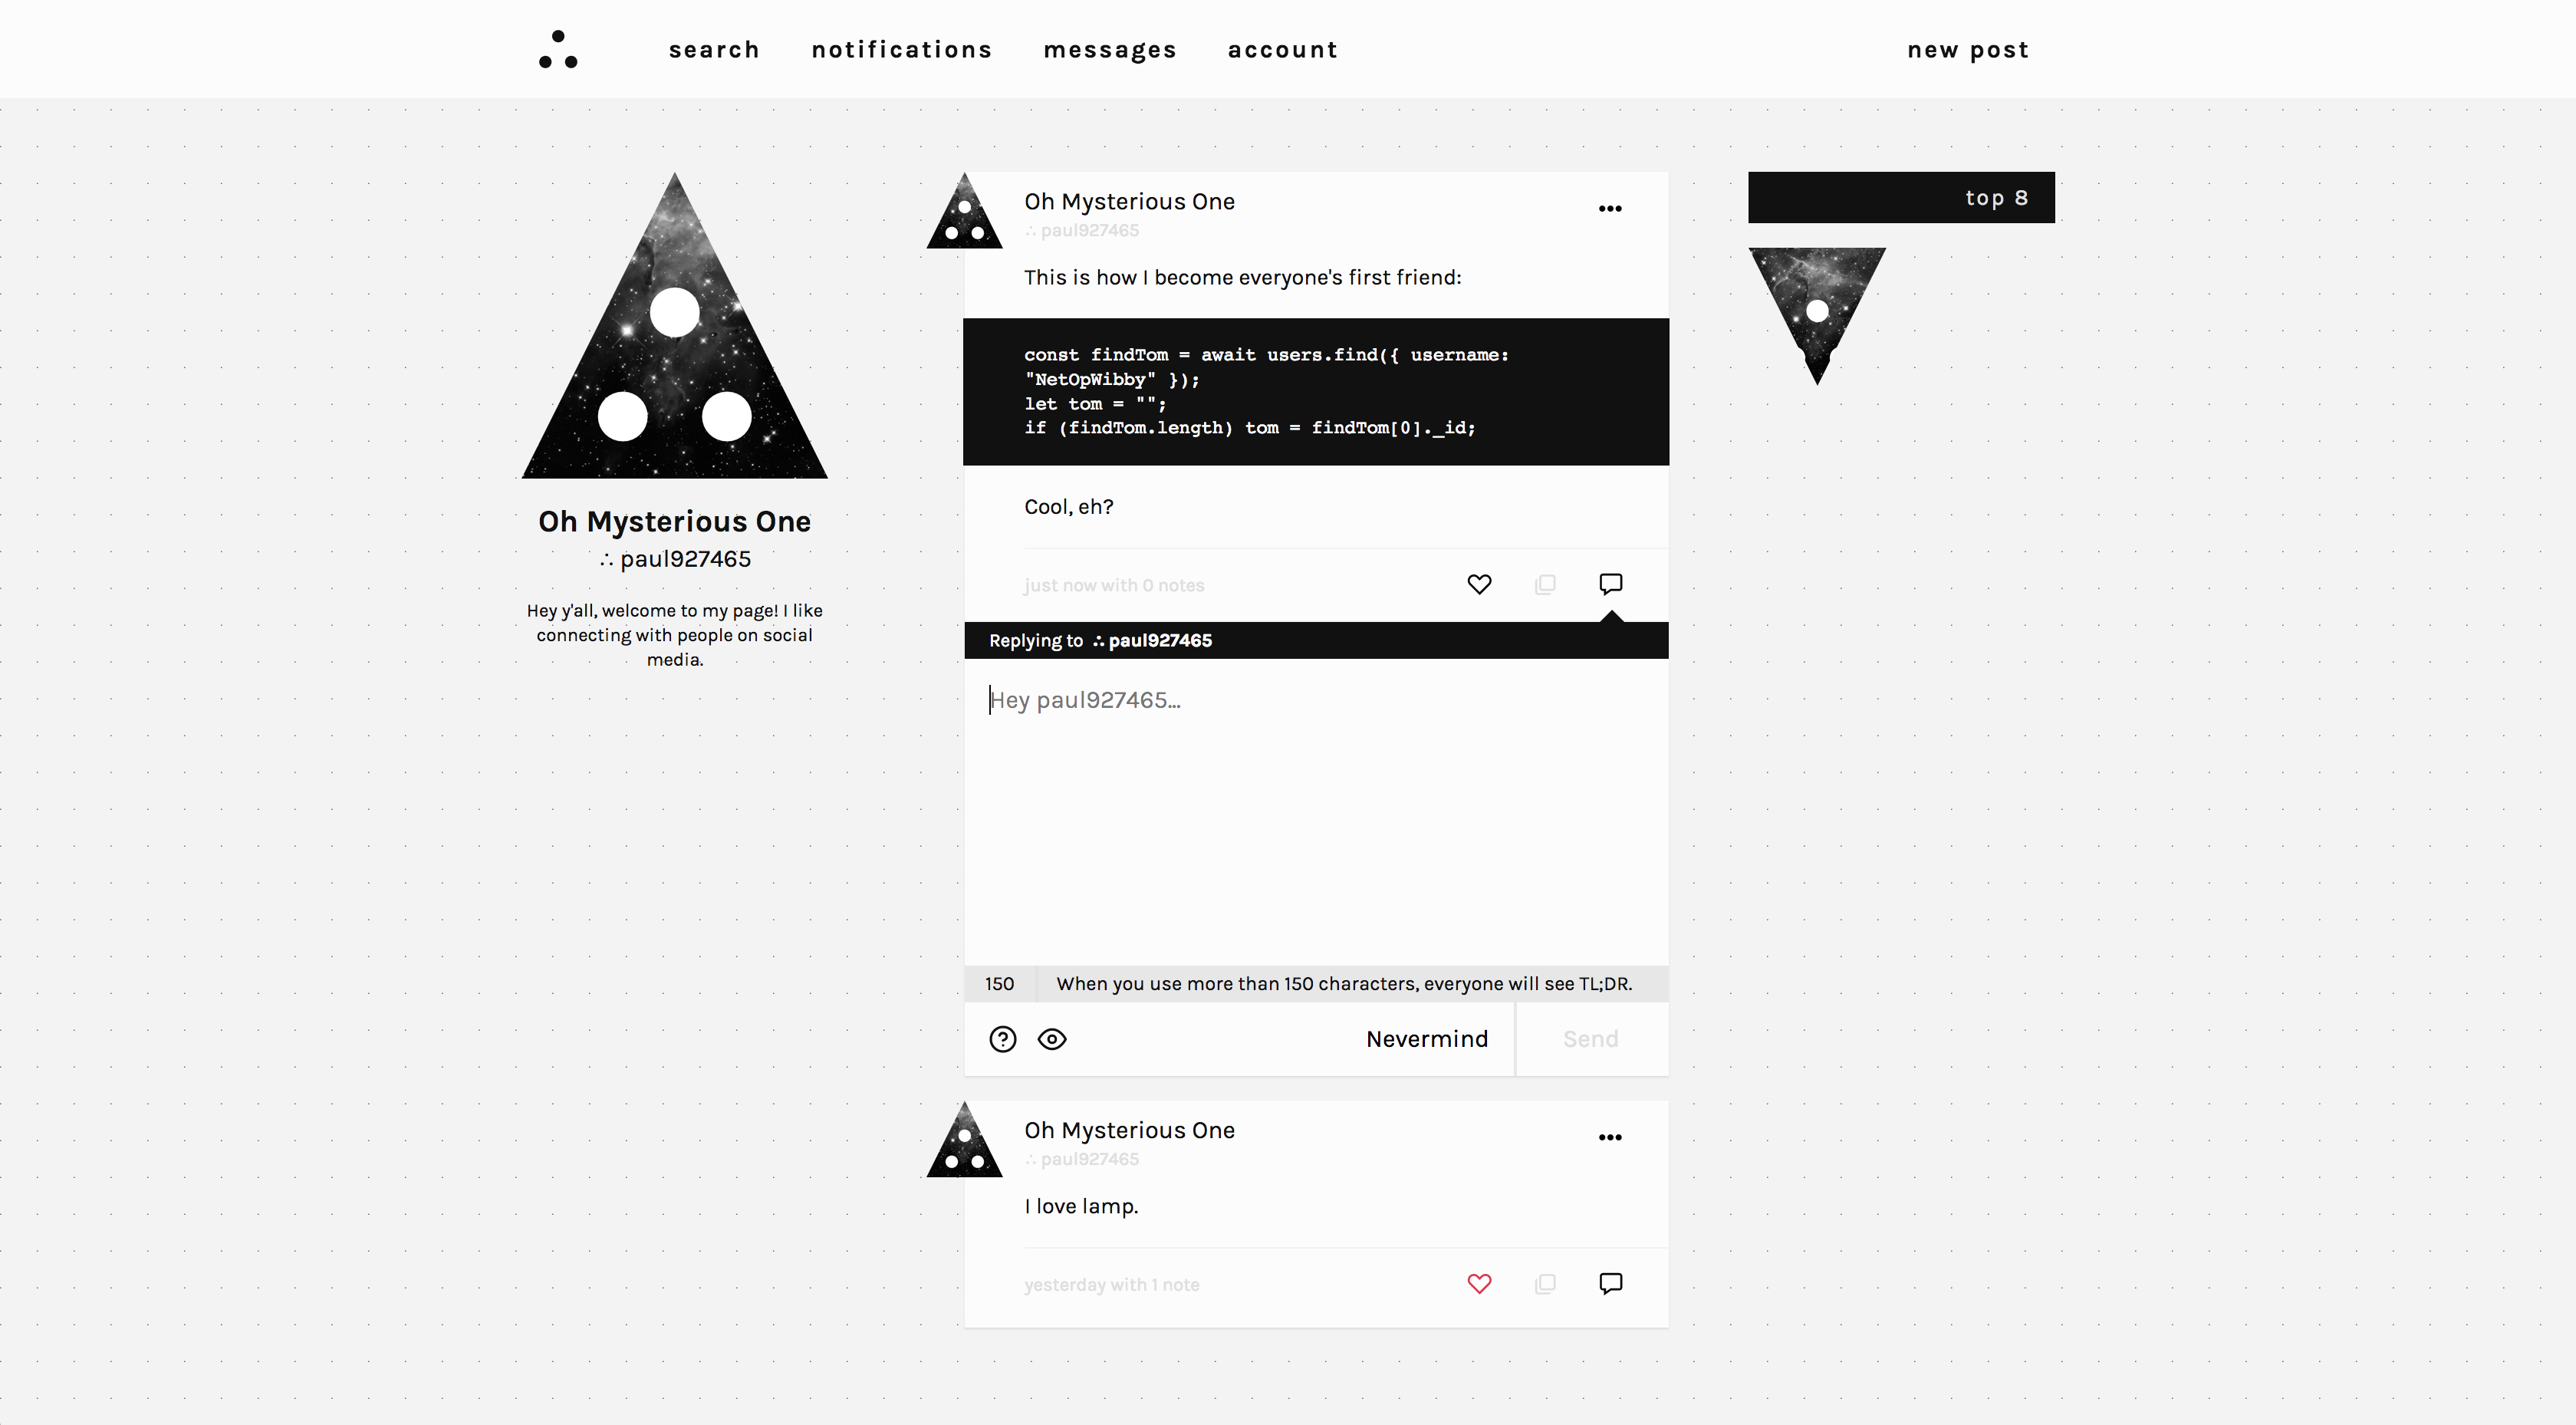 search notifications messages account new post
Oh Mysterious One
∴ paul927465
Hey y'all, welcome to my page! I like
connecting with people on social
media.
Oh Mysterious One
∴ paul927465
This is how I become everyone's first friend:
const findTom = await users.find({ username:
"NetOpWibby" });
let tom = "";
if (findTom.length) tom = findTom[0]._id;
Cool, eh?
just now with 0 notes
Replying to ∴ paul927465
Hey paul927465...
150 When you use more than 150 characters, everyone will see TL;DR.
Nevermind Send
Oh Mysterious One
∴ paul927465
I love lamp.
yesterday with 1 note
top 8